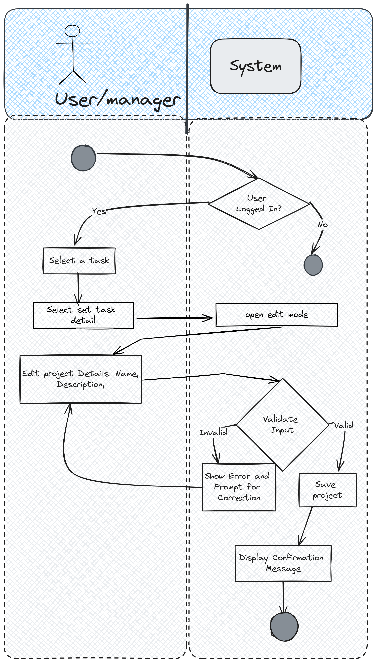 User/manager
System
User
Logged In?
Yes
No
Select a task
Select set task
detail
open edit mode
Edit project Details: Name,
Description,
Validate
Input
Invalid
Valid
Show Error and
Prompt for
Correction
Save
project
Display Confirmation
Message